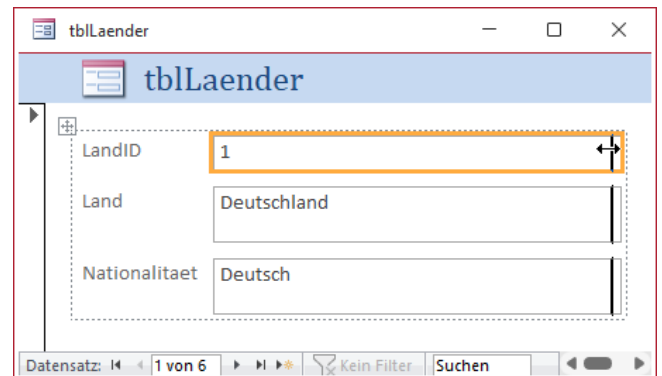 tblLaender
tblLaender
LandID 1
Land Deutschland
Nationalitaet Deutsch
Datensatz: 1 von 6 Kein Filter Suchen